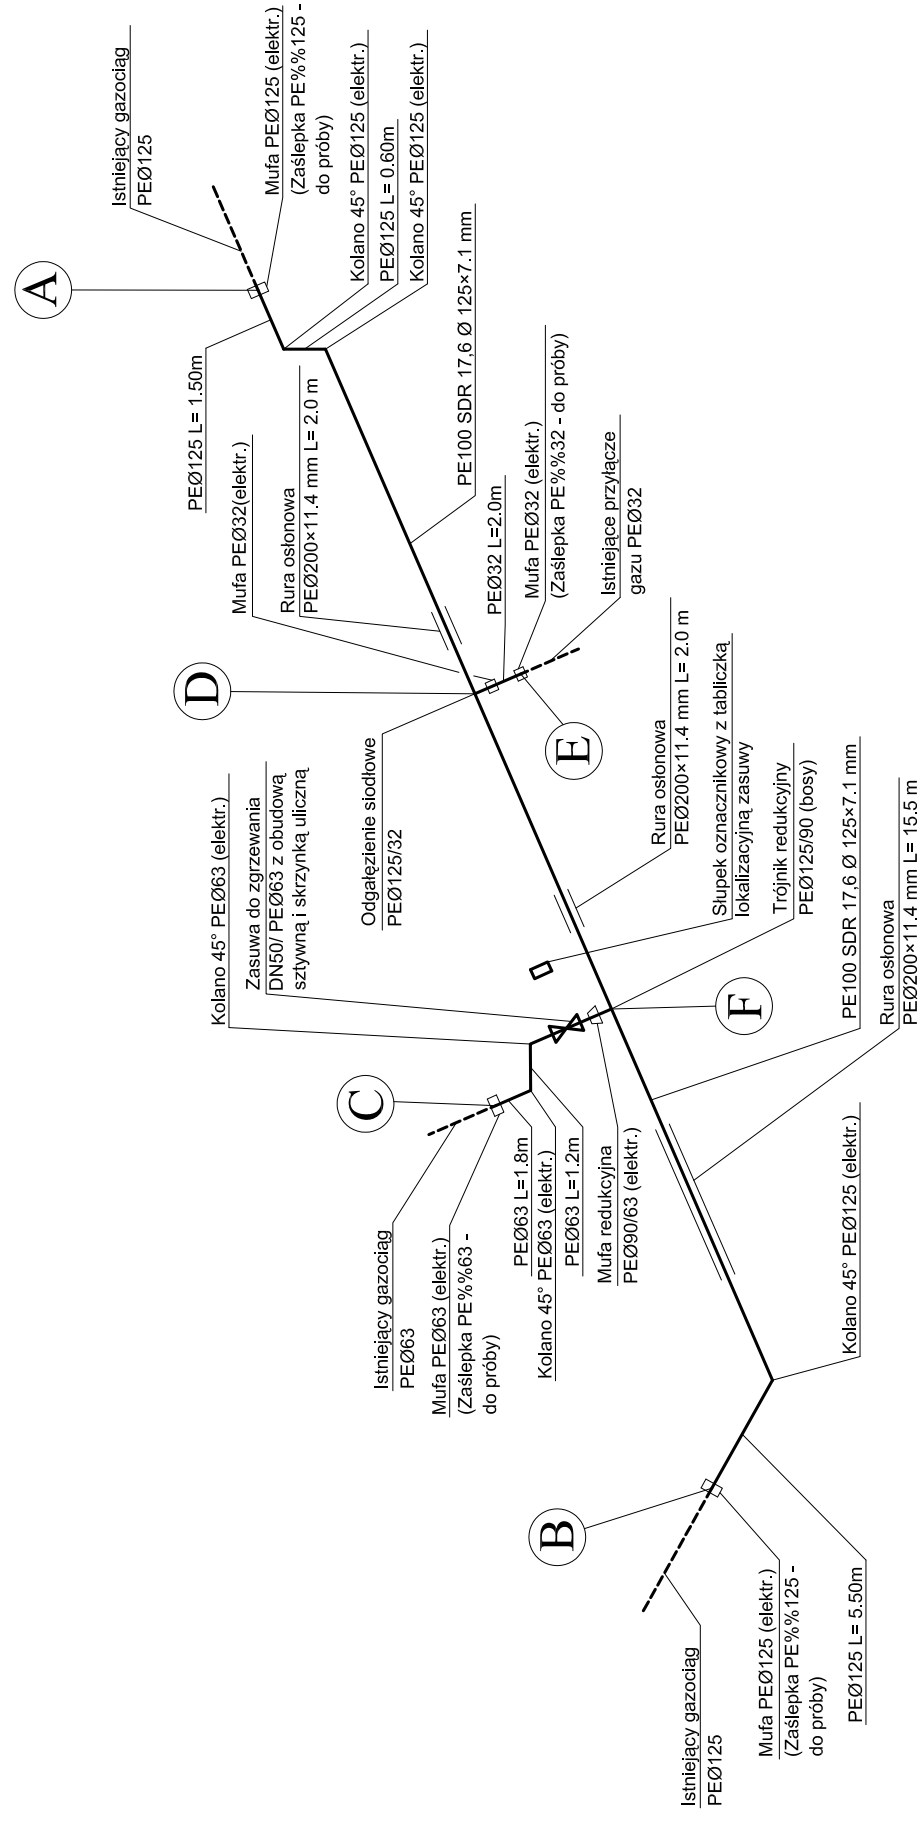 A
Istniejący gazociąg
PEØ125
Mufa PEØ125 (elektr.)
(Zaślepka PE%%125 -
do próby)
Kolano 45° PEØ125 (elektr.)
PEØ125 L= 0.60m
Kolano 45° PEØ125 (elektr.)
PEØ125 L= 1.50m
Mufa PEØ32(elektr.)
Rura osłonowa
PEØ200×11.4 mm L= 2.0 m
PE100 SDR 17,6 Ø 125×7.1 mm
D
PEØ32 L=2.0m
Mufa PEØ32 (elektr.)
(Zaślepka PE%%32 - do próby)
Istniejące przyłącze
gazu PEØ32
E
Odgałęzienie siodłowe
PEØ125/32
Kolano 45° PEØ63 (elektr.)
Zasuwa do zgrzewania
DN50/ PEØ63 z obudową
sztywną i skrzynką uliczną
Rura osłonowa
PEØ200×11.4 mm L= 2.0 m
Słupek oznacznikowy z tabliczką
lokalizacyjną zasuwy
Trójnik redukcyjny
PEØ125/90 (bosy)
F
C
PE100 SDR 17,6 Ø 125×7.1 mm
Rura osłonowa
PEØ200×11.4 mm L= 15.5 m
Istniejący gazociąg
PEØ63
Mufa PEØ63 (elektr.)
(Zaślepka PE%%63 -
do próby)
PEØ63 L=1.8m
Kolano 45° PEØ63 (elektr.)
PEØ63 L=1.2m
Mufa redukcyjna
PEØ90/63 (elektr.)
Kolano 45° PEØ125 (elektr.)
B
Istniejący gazociąg
PEØ125
Mufa PEØ125 (elektr.)
(Zaślepka PE%%125 -
do próby)
PEØ125 L= 5.50m